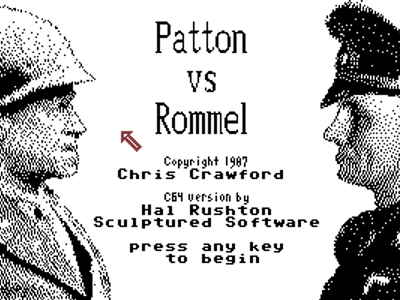 Patton
vs
Rommel
Copyright 1987
Chris Crawford
C64 version by
Hal Rushton
Sculptured Software
press any key
to begin